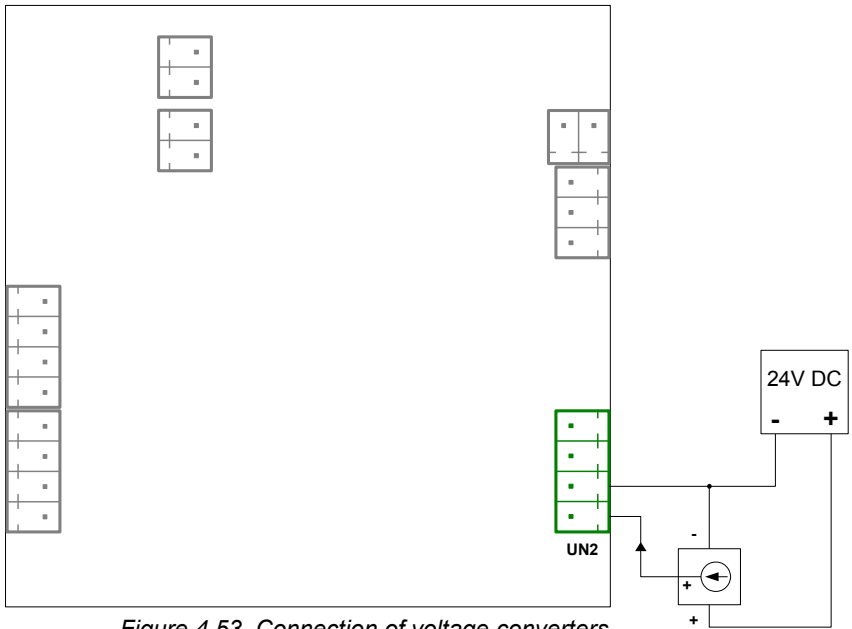 24V DC
- +
UN2
-
+
+
Figure 4.53. Connection of voltage converters